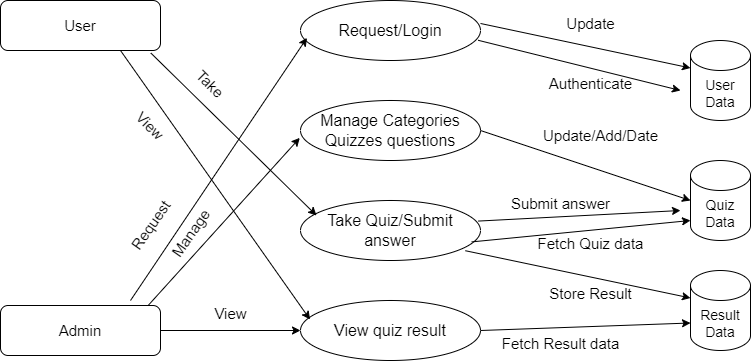 User
Request/Login
Update
Authenticate
User
Data
Take
View
Manage Categories
Quizzes questions
Update/Add/Date
Request
Manage
Take Quiz/Submit
answer
Submit answer
Fetch Quiz data
Quiz
Data
Store Result
Admin
View
View quiz result
Fetch Result data
Result
Data